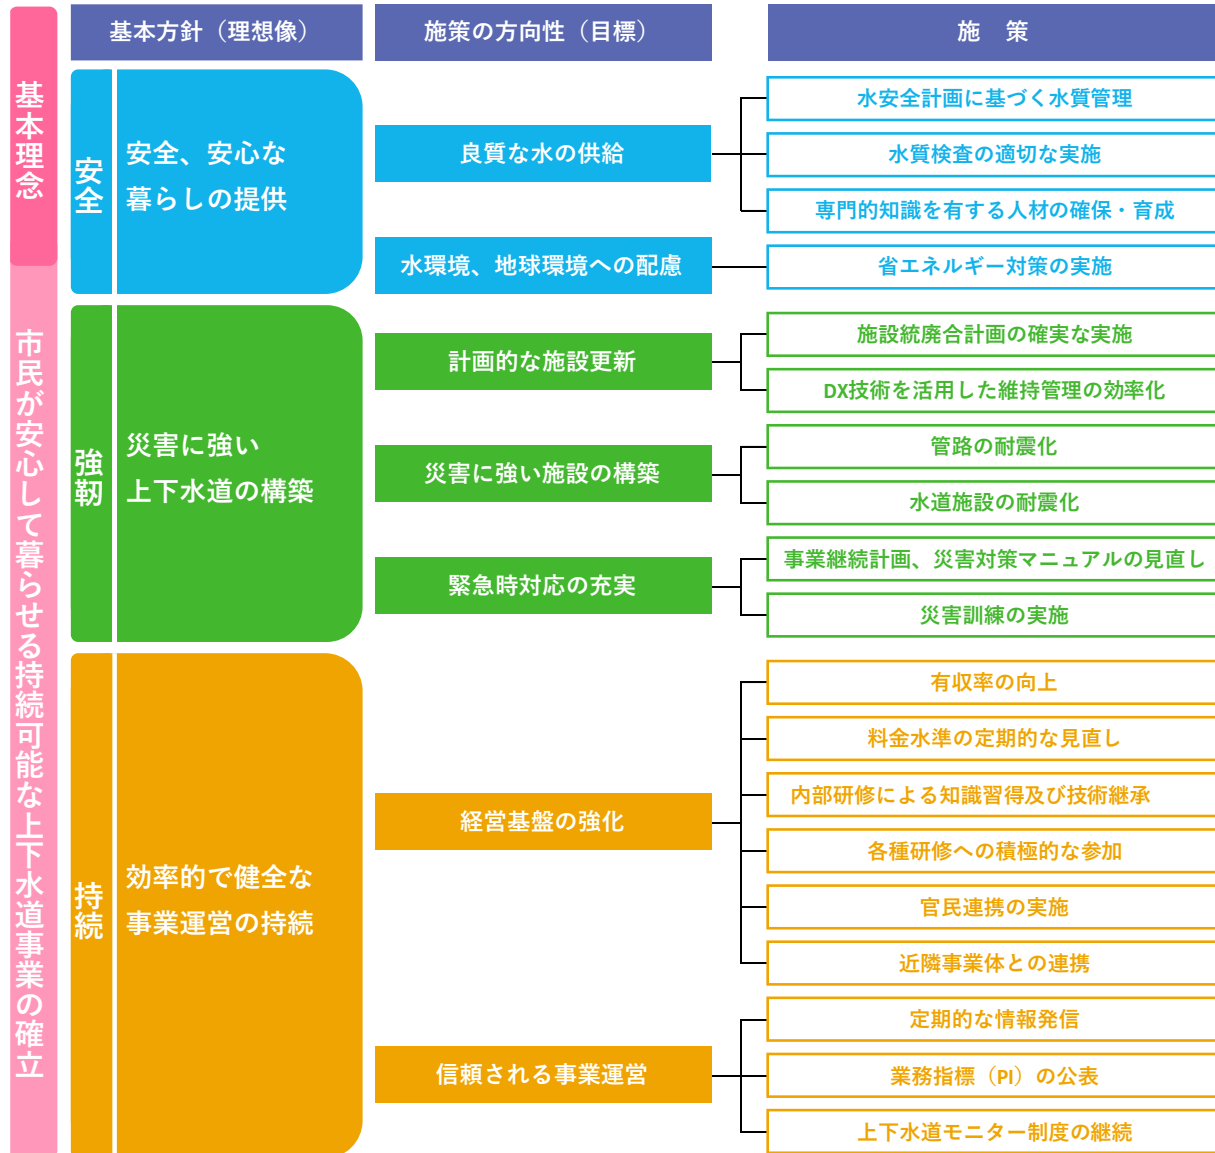 基本理念
市民が安心して暮らせる持続可能な上下水道事業の確立
基本方針（理想像）
施策の方向性（目標）
施　策
安全
安全、安心な
暮らしの提供
良質な水の供給
水安全計画に基づく水質管理
水質検査の適切な実施
専門的知識を有する人材の確保・育成
水環境、地球環境への配慮
省エネルギー対策の実施
強靭
災害に強い
上下水道の構築
計画的な施設更新
施設統廃合計画の確実な実施
DX技術を活用した維持管理の効率化
災害に強い施設の構築
管路の耐震化
水道施設の耐震化
緊急時対応の充実
事業継続計画、災害対策マニュアルの見直し
災害訓練の実施
持続
効率的で健全な
事業運営の持続
経営基盤の強化
有収率の向上
料金水準の定期的な見直し
内部研修による知識習得及び技術継承
各種研修への積極的な参加
官民連携の実施
近隣事業体との連携
信頼される事業運営
定期的な情報発信
業務指標（PI）の公表
上下水道モニター制度の継続